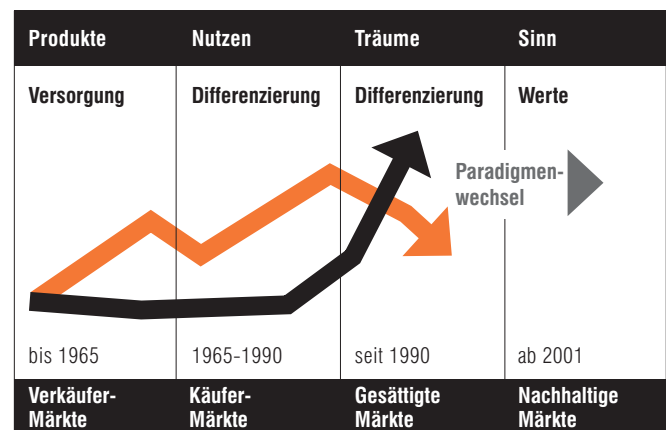 Produkte
Nutzen
Träume
Sinn
Versorgung
Differenzierung
Differenzierung
Werte
Paradigmen-
wechsel
bis 1965
1965-1990
seit 1990
ab 2001
Verkäufer-
Märkte
Käufer-
Märkte
Gesättigte
Märkte
Nachhaltige
Märkte